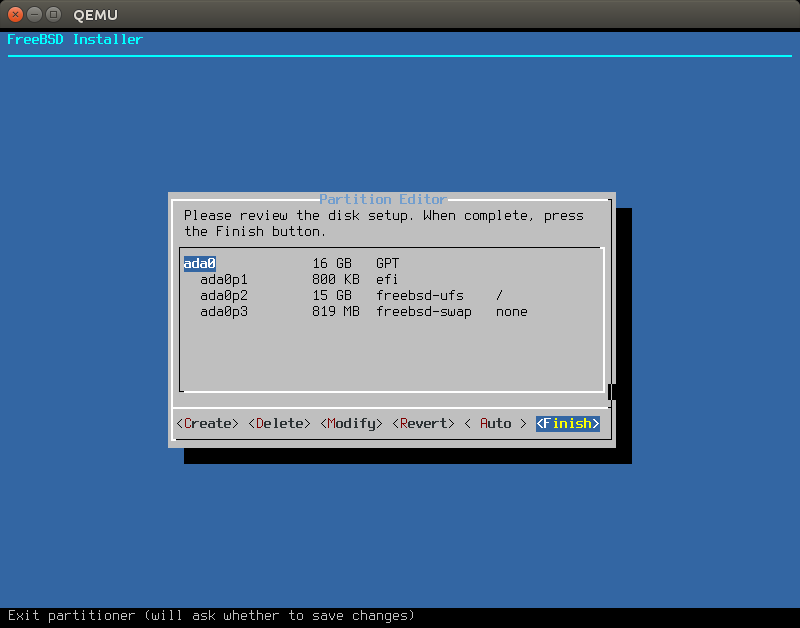 QEMU
FreeBSD Installer
Partition Editor
Please review the disk setup. When complete, press
the Finish button.
ada0 16 GB GPT
ada0p1 800 KB efi
ada0p2 15 GB freebsd-ufs /
ada0p3 819 MB freebsd-swap none
<Create> <Delete> <Modify> <Revert> < Auto > <Finish>
Exit partitioner (will ask whether to save changes)